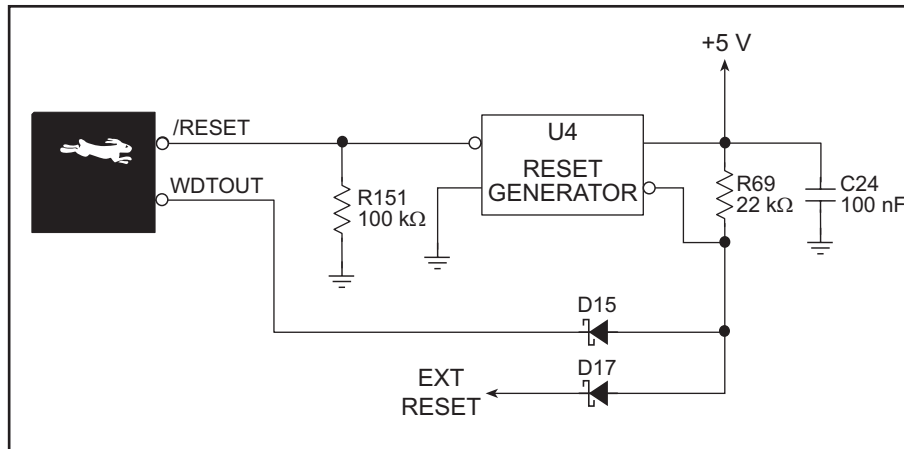 +5 V
/RESET
WDTOUT
U4
RESET
GENERATOR
R151
100 kΩ
R69
22 kΩ
C24
100 nF
D15
D17
EXT
RESET